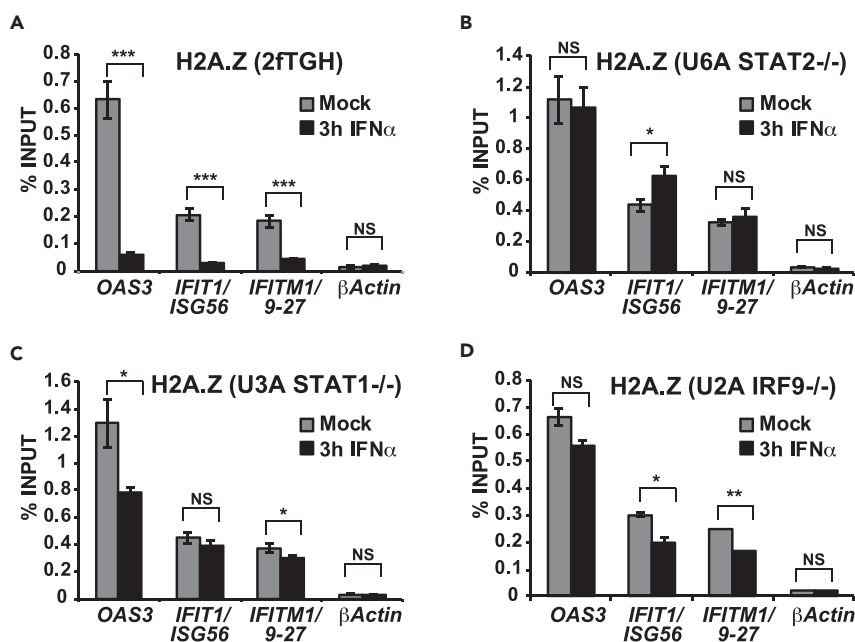 A
H2A.Z (2fTGH)
Mock
3h IFNα
% INPUT
0.8
0.7
0.6
0.5
0.4
0.3
0.2
0.1
0
***
***
***
NS
OAS3
IFIT1/
ISG56
IFITM1/
9-27
βActin
B
H2A.Z (U6A STAT2-/-)
Mock
3h IFNα
% INPUT
1.4
1.2
1
0.8
0.6
0.4
0.2
0
NS
*
NS
NS
OAS3
IFIT1/
ISG56
IFITM1/
9-27
βActin
C
H2A.Z (U3A STAT1-/-)
Mock
3h IFNα
% INPUT
1.6
1.4
1.2
1
0.8
0.6
0.4
0.2
0
*
NS
*
NS
OAS3
IFIT1/
ISG56
IFITM1/
9-27
βActin
D
H2A.Z (U2A IRF9-/-)
Mock
3h IFNα
% INPUT
0.8
0.7
0.6
0.5
0.4
0.3
0.2
0.1
0
NS
*
**
NS
OAS3
IFIT1/
ISG56
IFITM1/
9-27
βActin